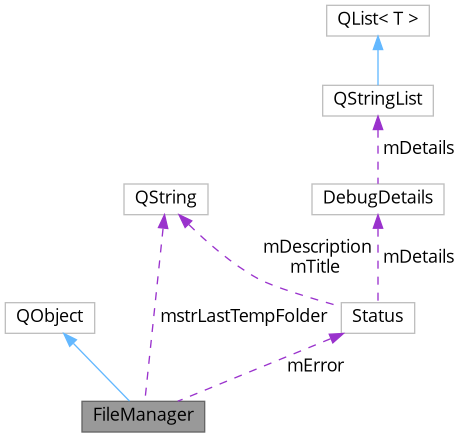 QList< T >
QStringList
mDetails
QString
DebugDetails
mDescription
mTitle
mDetails
QObject
mstrLastTempFolder
Status
mError
FileManager